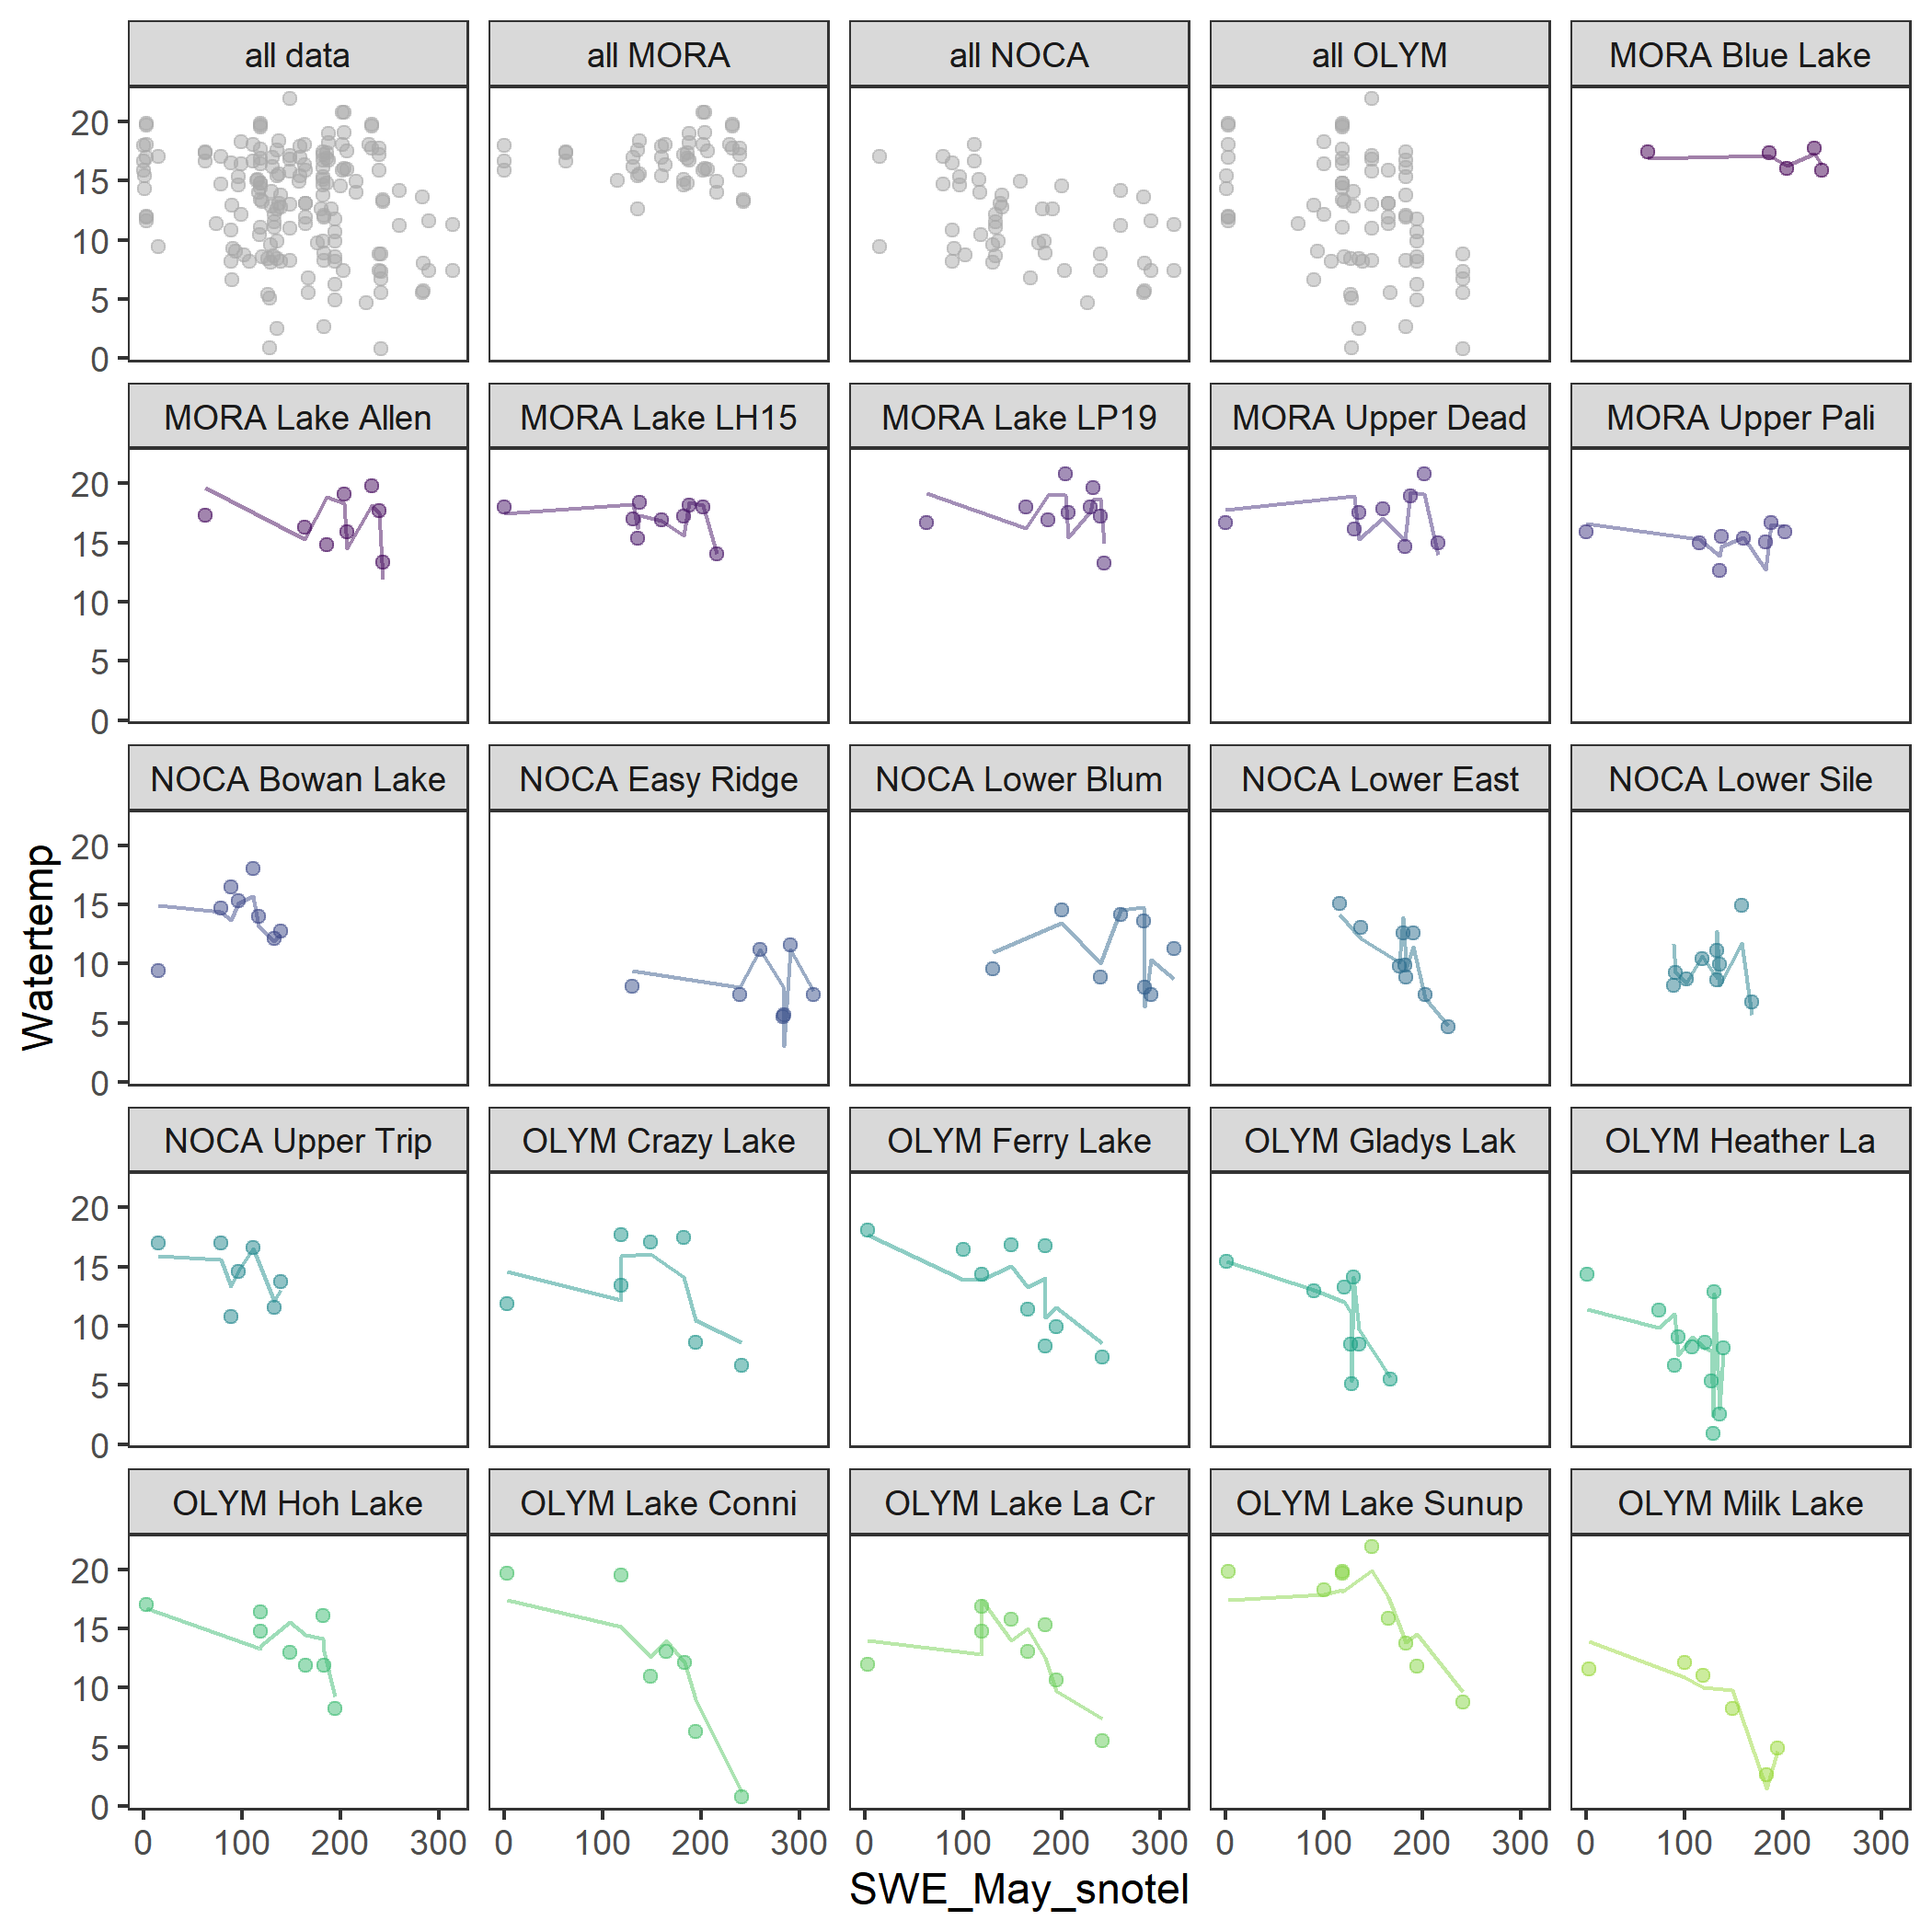 all data
all MORA
all NOCA
all OLYM
MORA Blue Lake
20
15
10
5
0
MORA Lake Allen
MORA Lake LH15
MORA Lake LP19
MORA Upper Dead
MORA Upper Pali
20
15
10
5
0
NOCA Bowan Lake
NOCA Easy Ridge
NOCA Lower Blum
NOCA Lower East
NOCA Lower Sile
20
15
10
5
0
Watertemp
NOCA Upper Trip
OLYM Crazy Lake
OLYM Ferry Lake
OLYM Gladys Lak
OLYM Heather La
20
15
10
5
0
OLYM Hoh Lake
OLYM Lake Conni
OLYM Lake La Cr
OLYM Lake Sunup
OLYM Milk Lake
20
15
10
5
0
0 100 200 300
0 100 200 300
0 100 200 300
0 100 200 300
0 100 200 300
SWE_May_snotel